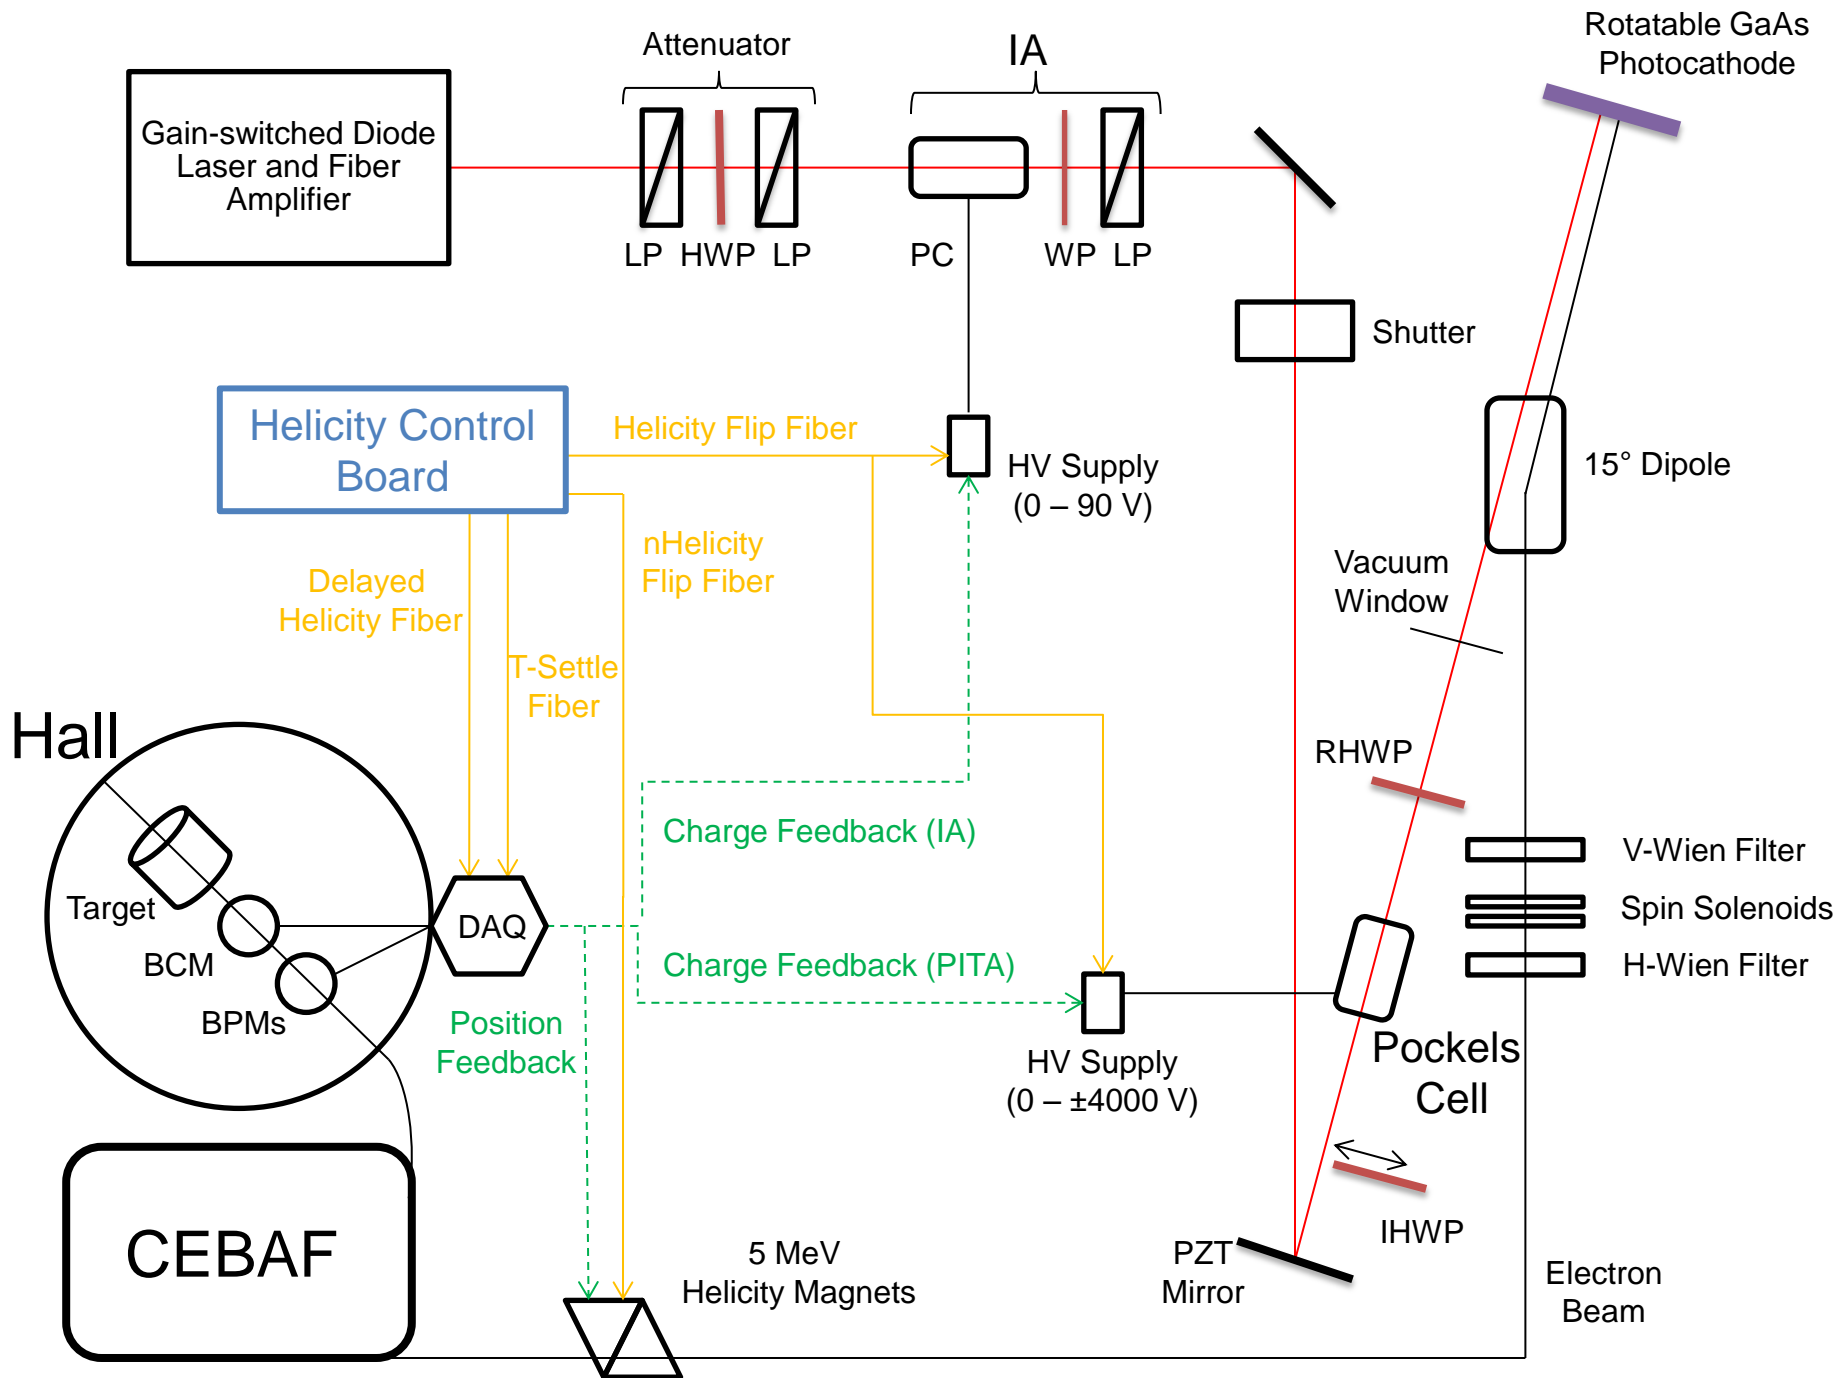 Rotatable GaAs
Photocathode
Attenuator
IA
Gain-switched Diode
Laser and Fiber
Amplifier
LP HWP LP
PC
WP LP
Shutter
Helicity Control
Board
Helicity Flip Fiber
HV Supply
(0 – 90 V)
15° Dipole
nHelicity
Flip Fiber
Delayed
Helicity Fiber
Vacuum
Window
T-Settle
Fiber
Hall
RHWP
Charge Feedback (IA)
V-Wien Filter
Target
DAQ
Spin Solenoids
BCM
Charge Feedback (PITA)
H-Wien Filter
BPMs
Position
Feedback
HV Supply
(0 – ±4000 V)
Pockels
Cell
CEBAF
5 MeV
Helicity Magnets
PZT
Mirror
IHWP
Electron
Beam